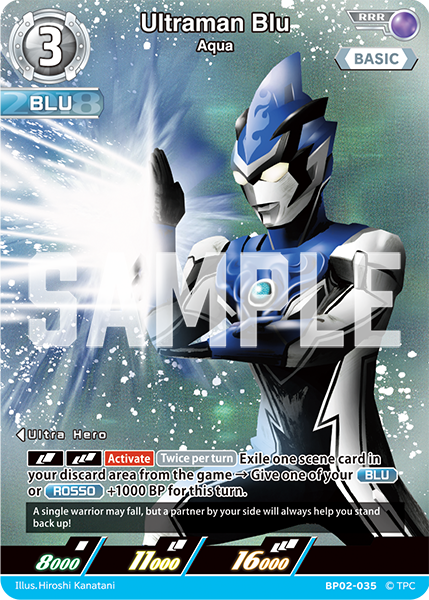 3
Ultraman Blu
Aqua
RRR
BASIC
BLU
SAMPLE
Ultra Hero
Activate Twice per turn Exile one scene card in
your discard area from the game → Give one of your BLU
or ROSSO +1000 BP for this turn.
A single warrior may fall, but a partner by your side will always help you stand
back up!
8000 11000 16000
Illus.Hiroshi Kanatani BP02-035 © TPC